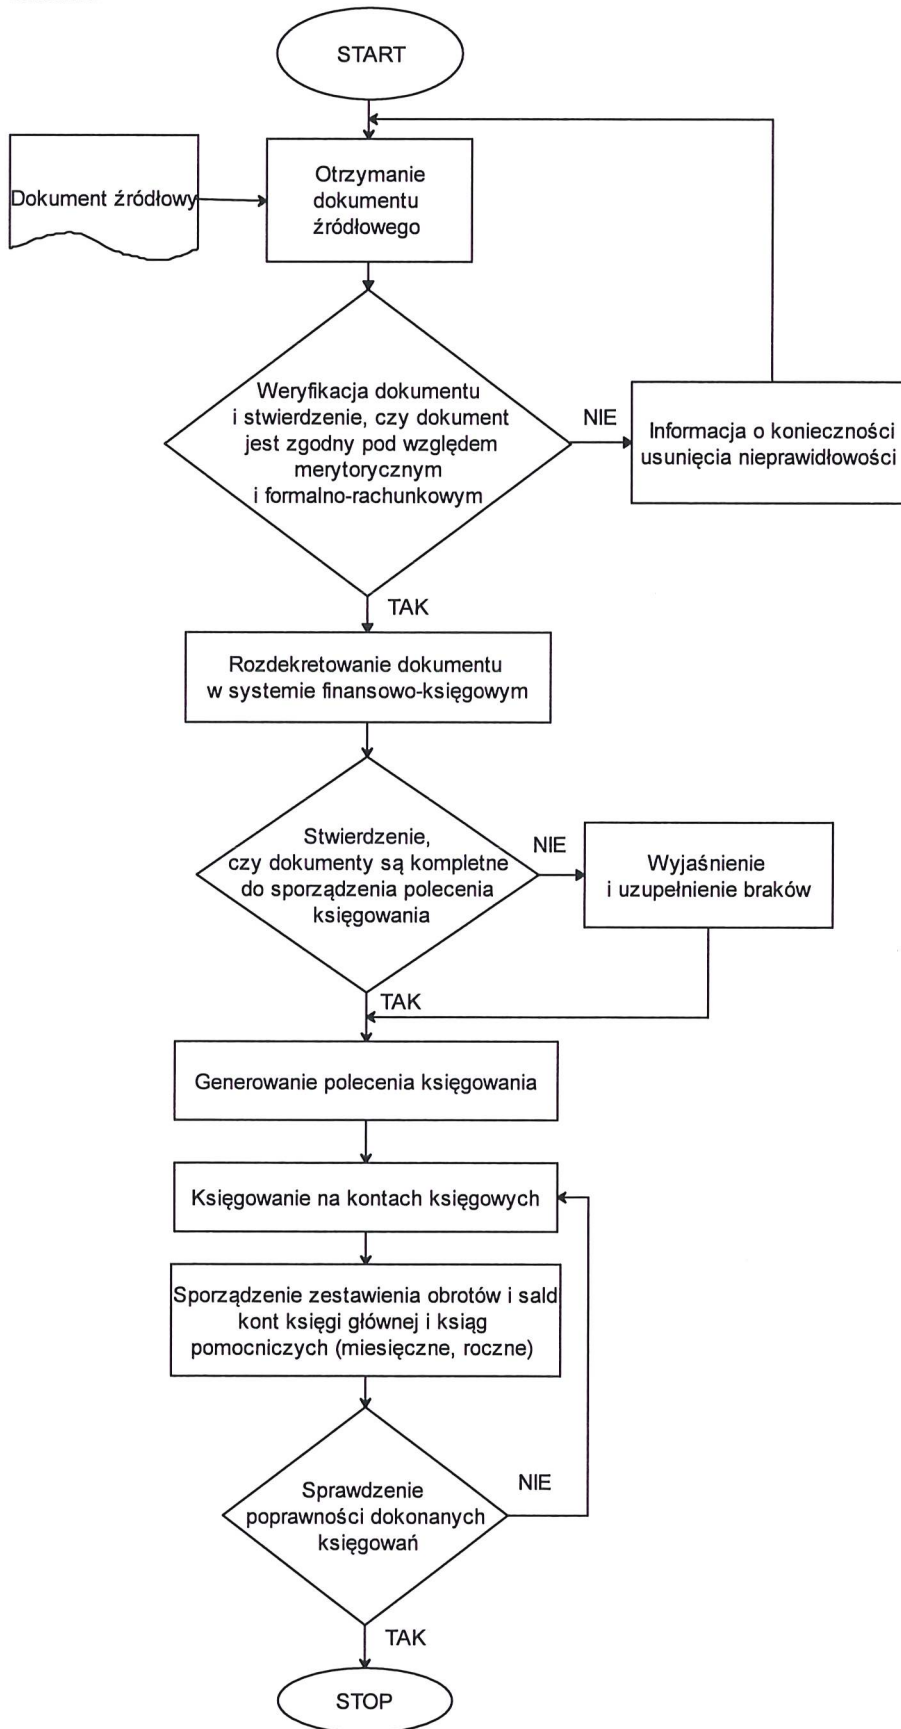 START
Dokument źródłowy
Otrzymanie
dokumentu
źródłowego
Weryfikacja dokumentu
i stwierdzenie, czy dokument
jest zgodny pod względem
merytorycznym
i formalno-rachunkowym
NIE
Informacja o konieczności
usunięcia nieprawidłowości
TAK
Rozdekretowanie dokumentu
w systemie finansowo-księgowym
Stwierdzenie,
czy dokumenty są kompletne
do sporządzenia polecenia
księgowania
NIE
Wyjaśnienie
i uzupełnienie braków
TAK
Generowanie polecenia księgowania
Księgowanie na kontach księgowych
Sporządzenie zestawienia obrotów i sald
kont księgi głównej i ksiąg
pomocniczych (miesięczne, roczne)
Sprawdzenie
poprawności dokonanych
księgowań
NIE
TAK
STOP